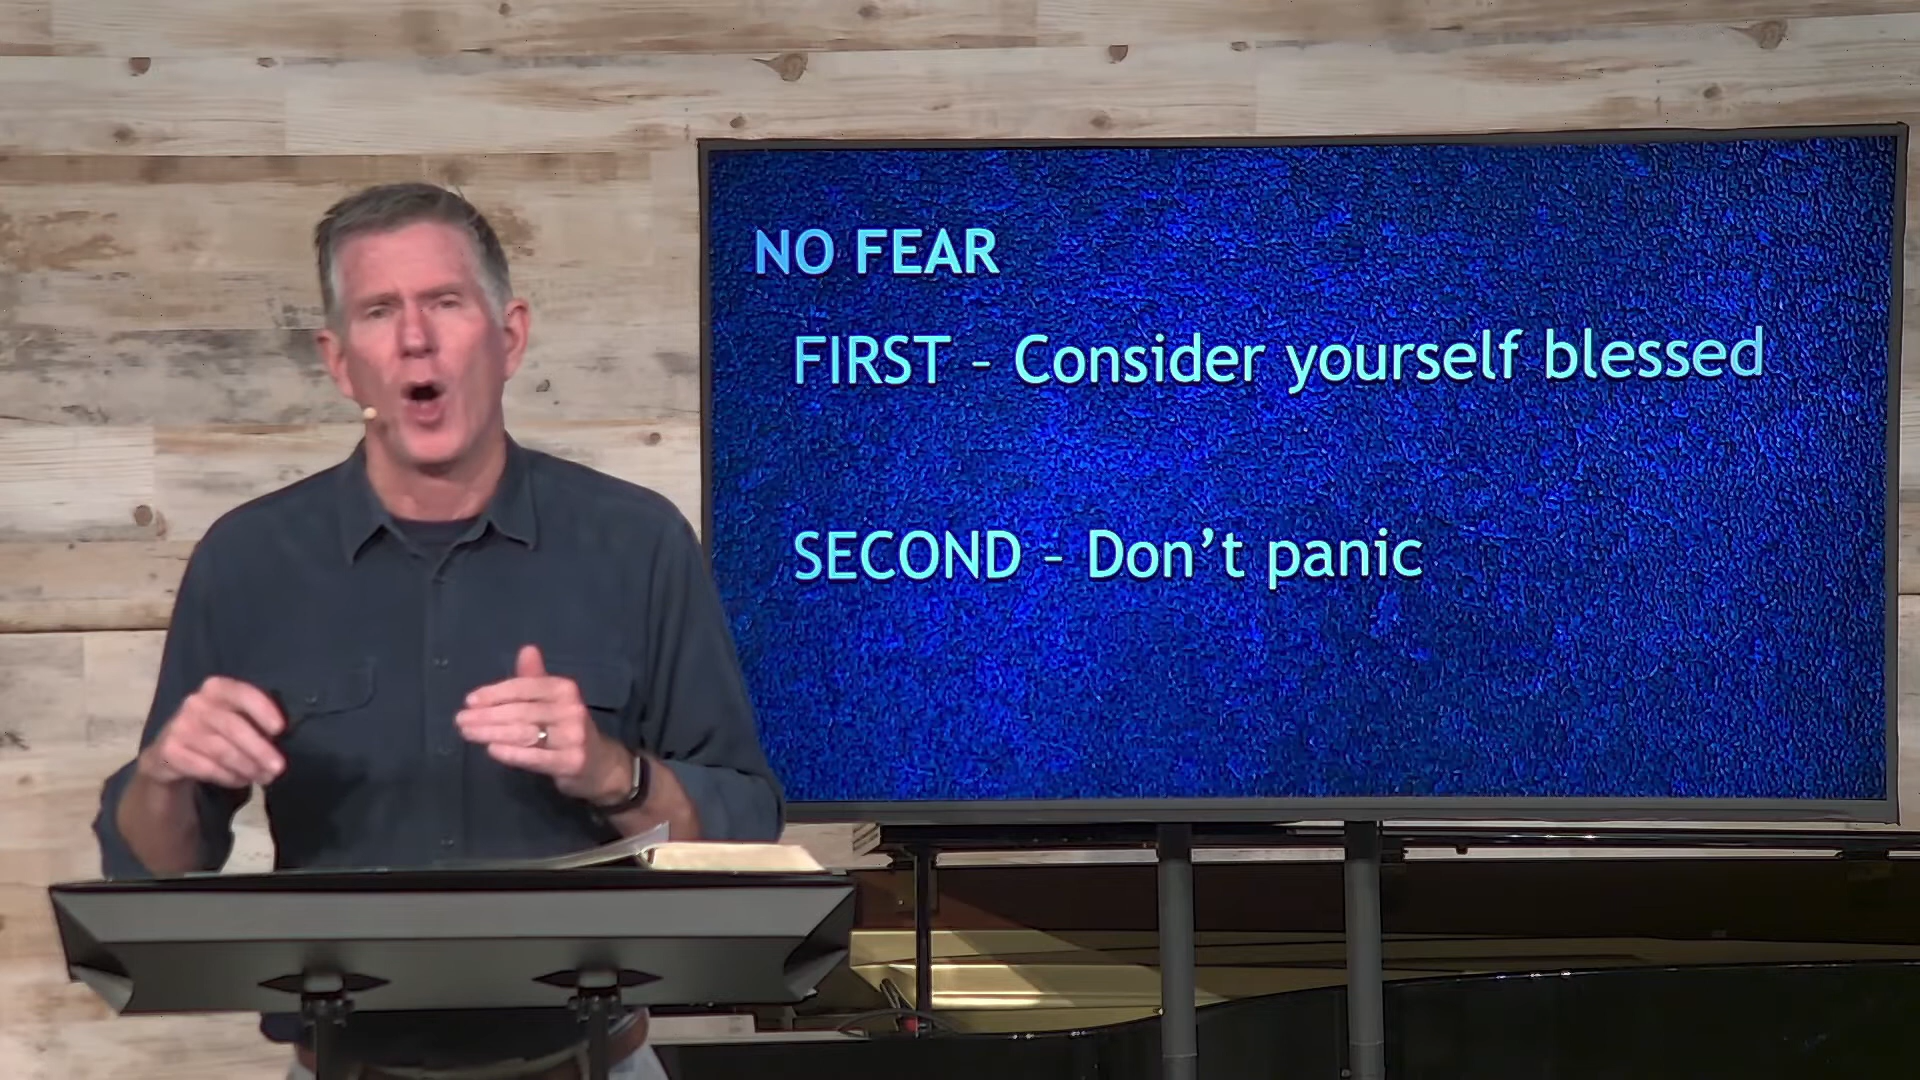 NO FEAR
FIRST – Consider yourself blessed
SECOND – Don’t panic